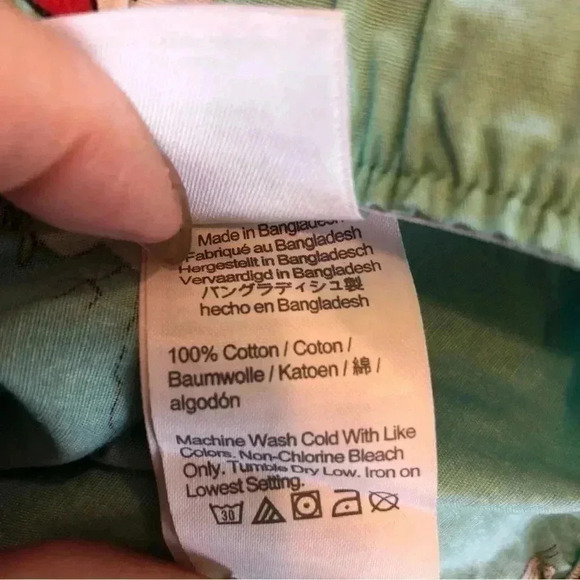 Made in Bangladesh
Fabriqué au Bangladesh
Hergestellt in Bangladesch
Vervaardigd in Bangladesh
バングラディシュ製
hecho en Bangladesh
100% Cotton / Coton /
Baumwolle / Katoen / 綿 /
algodón
Machine Wash Cold With Like
Colors. Non-Chlorine Bleach
Only. Tumble Dry Low. Iron on
Lowest Setting.
30